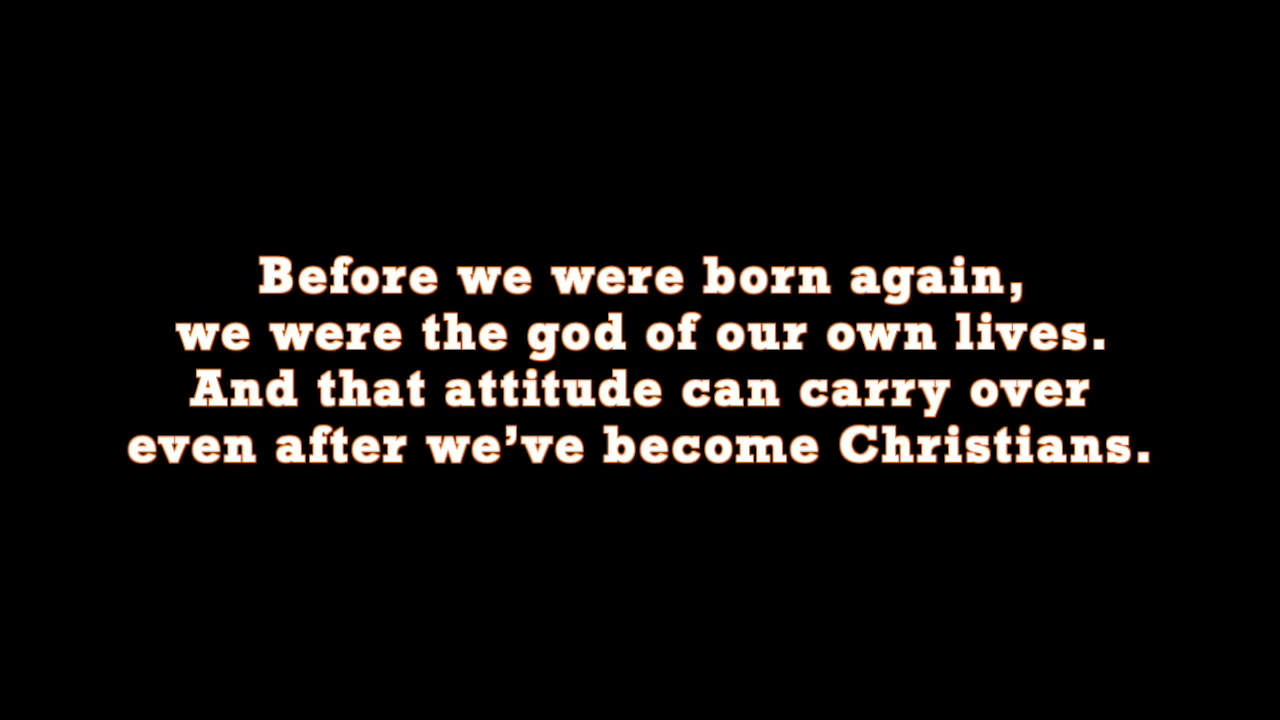 Before we were born again,
we were the god of our own lives.
And that attitude can carry over
even after we’ve become Christians.